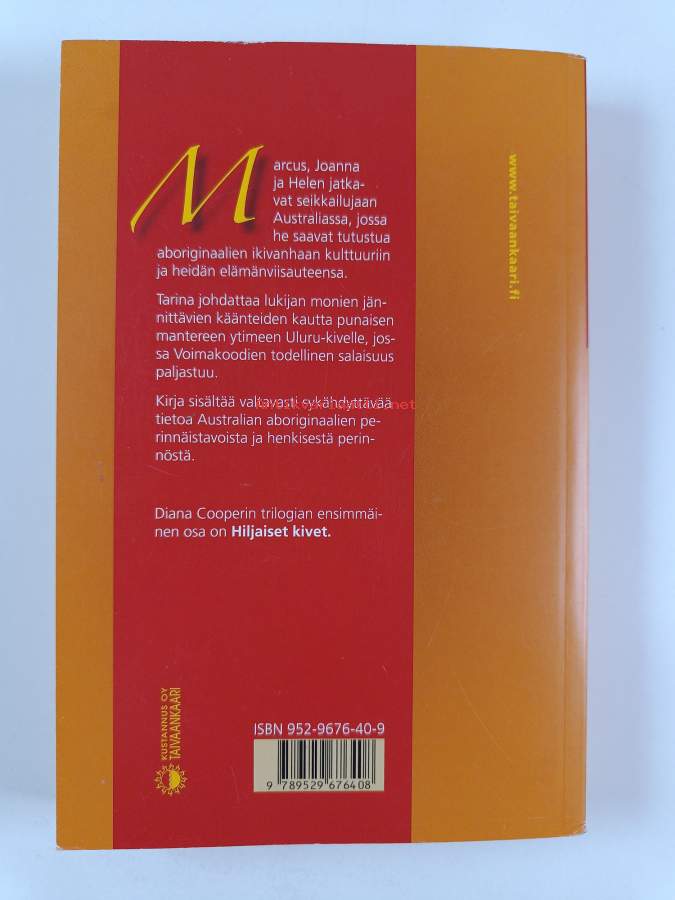 Marcus, Joanna
ja Helen jatka-
vat seikkailujaan
Australiassa, jossa
he saavat tutustua
aboriginaalien ikivanhaan kulttuuriin
ja heidän elämänviisauteensa.
Tarina johdattaa lukijan monien jän-
nittävien käänteiden kautta punaisen
mantereen ytimeen Uluru-kivelle, jos-
sa Voimakoodien todellinen salaisuus
paljastuu.
Kirja sisältää valtavasti sykähdyttävää
tietoa Australian aboriginaalien pe-
rinnäistavoista ja henkisestä perin-
nöstä.
Diana Cooperin trilogian ensimmäi-
nen osa on Hiljaiset kivet.
www.taivaankaari.fi
KUSTANNUS OY
TAIVAANKAARI
ISBN 952-9676-40-9
9 789529 676408